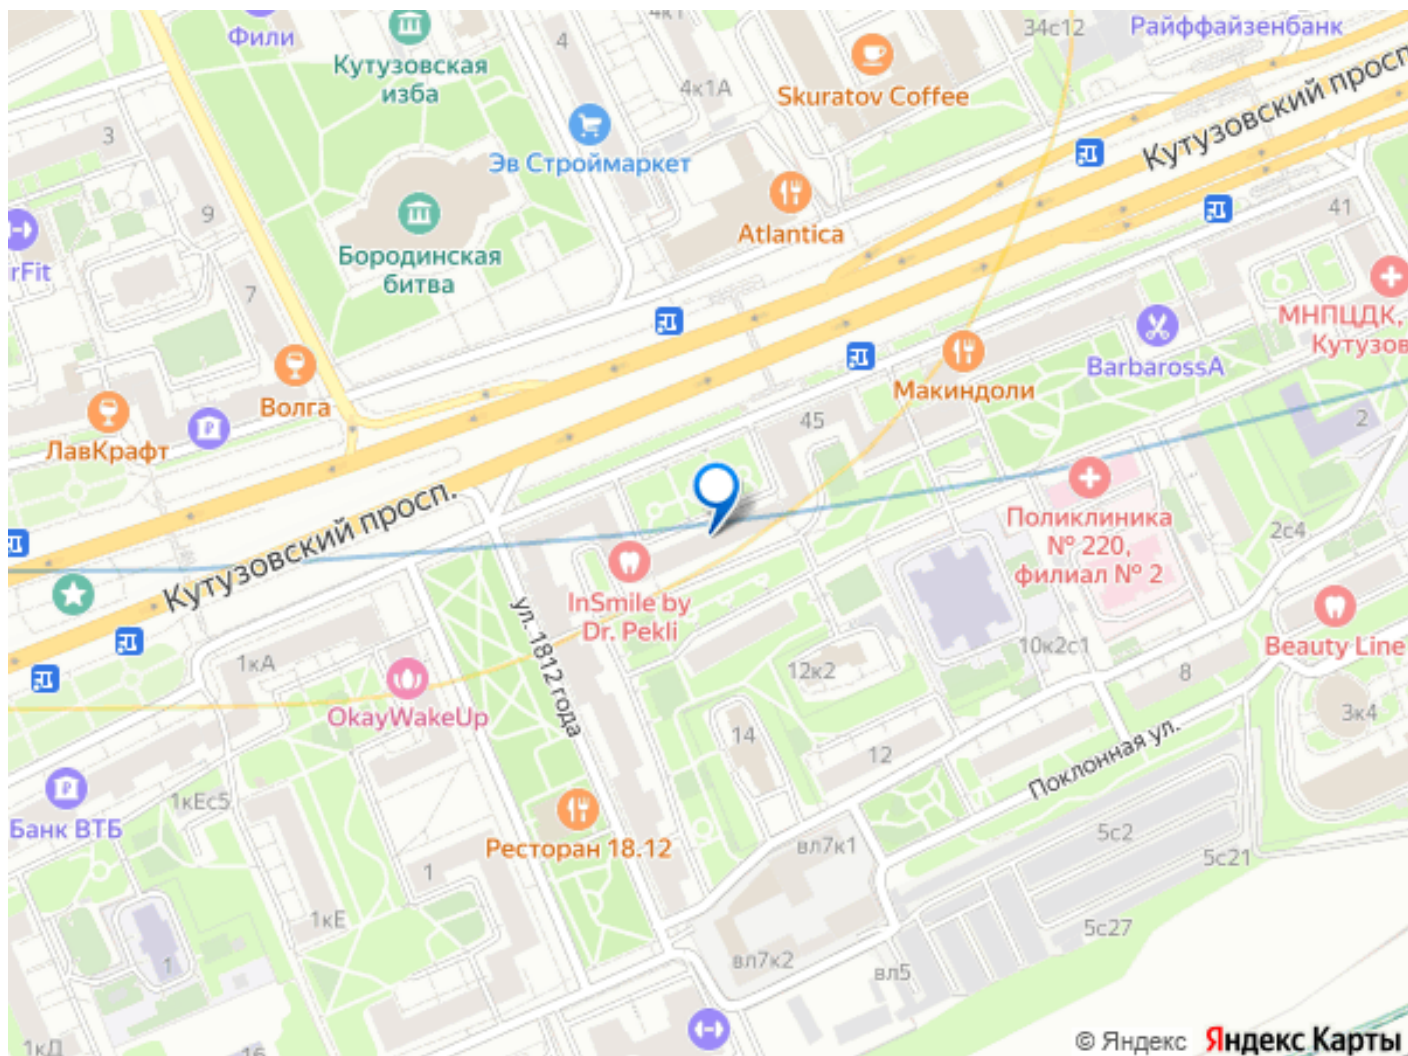 Фили
4к1
34с12
Райффайзенбанк
Кутузовская
изба
4
4к1А
Skuratov Coffee
Кутузовский просп
3
Эв Строймаркет
9
Atlantica
41
Бородинская
битва
rFit
7
МНПЦДК,
Кутузов
BarbarossA
Волга
Макиндоли
ЛавКрафт
45
2
Кутузовский просп.
Поликлиника
№ 220,
филиал № 2
2с4
InSmile by
Dr. Pekli
ул. 1812 года
Beauty Line
1кА
12к2
10к2с1
8
OkayWakeUp
3к4
14
12
Поклонная ул.
1кЕс5
Банк ВТБ
Ресторан 18.12
вл7к1
5с2
5с21
1
1кЕ
5с27
1
вл7к2
вл5
1кД
16
© Яндекс Яндекс Карты